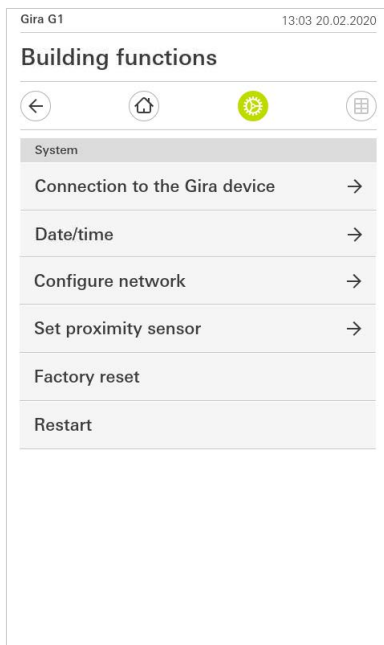 Gira G1 13:03 20.02.2020
Building functions
System
Connection to the Gira device
Date/time
Configure network
Set proximity sensor
Factory reset
Restart